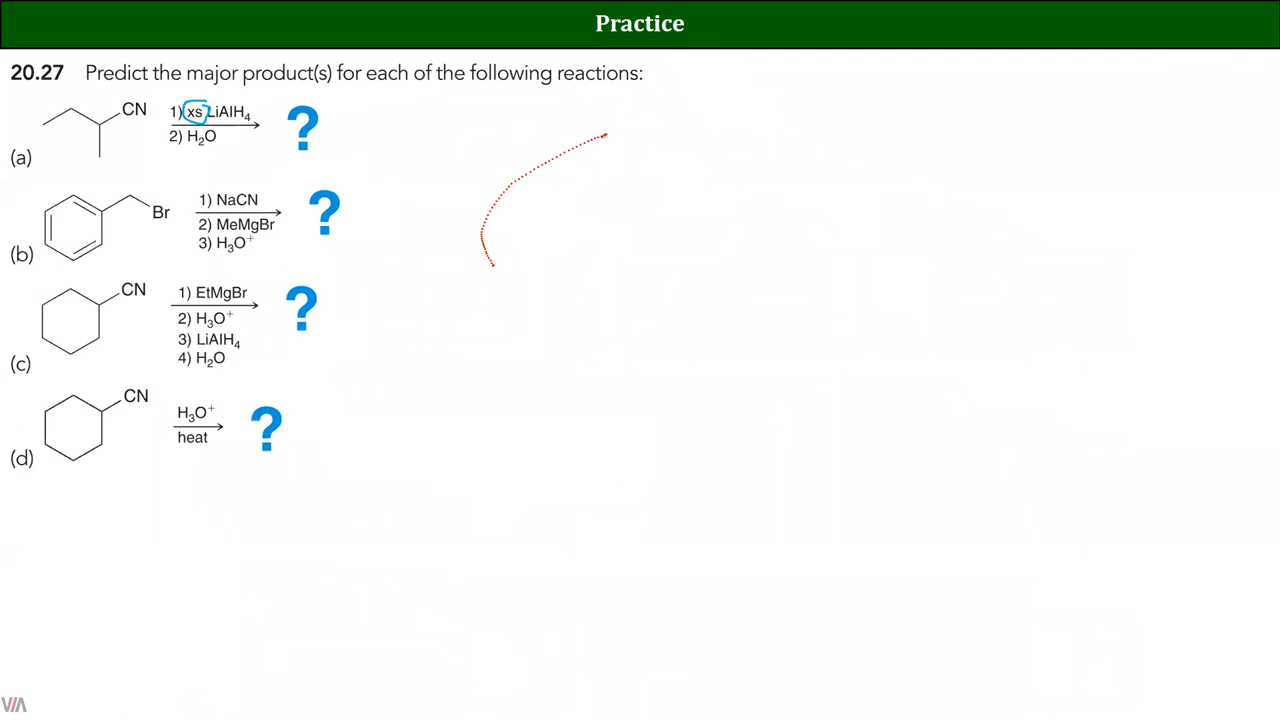 Practice
20.27 Predict the major product(s) for each of the following reactions:
(a) CN 1) xs LiAlH₄ ?
2) H₂O
(b) Br 1) NaCN ?
2) MeMgBr
3) H₃O⁺
(c) CN 1) EtMgBr ?
2) H₃O⁺
3) LiAlH₄
4) H₂O
(d) CN H₃O⁺ ?
heat
VIA